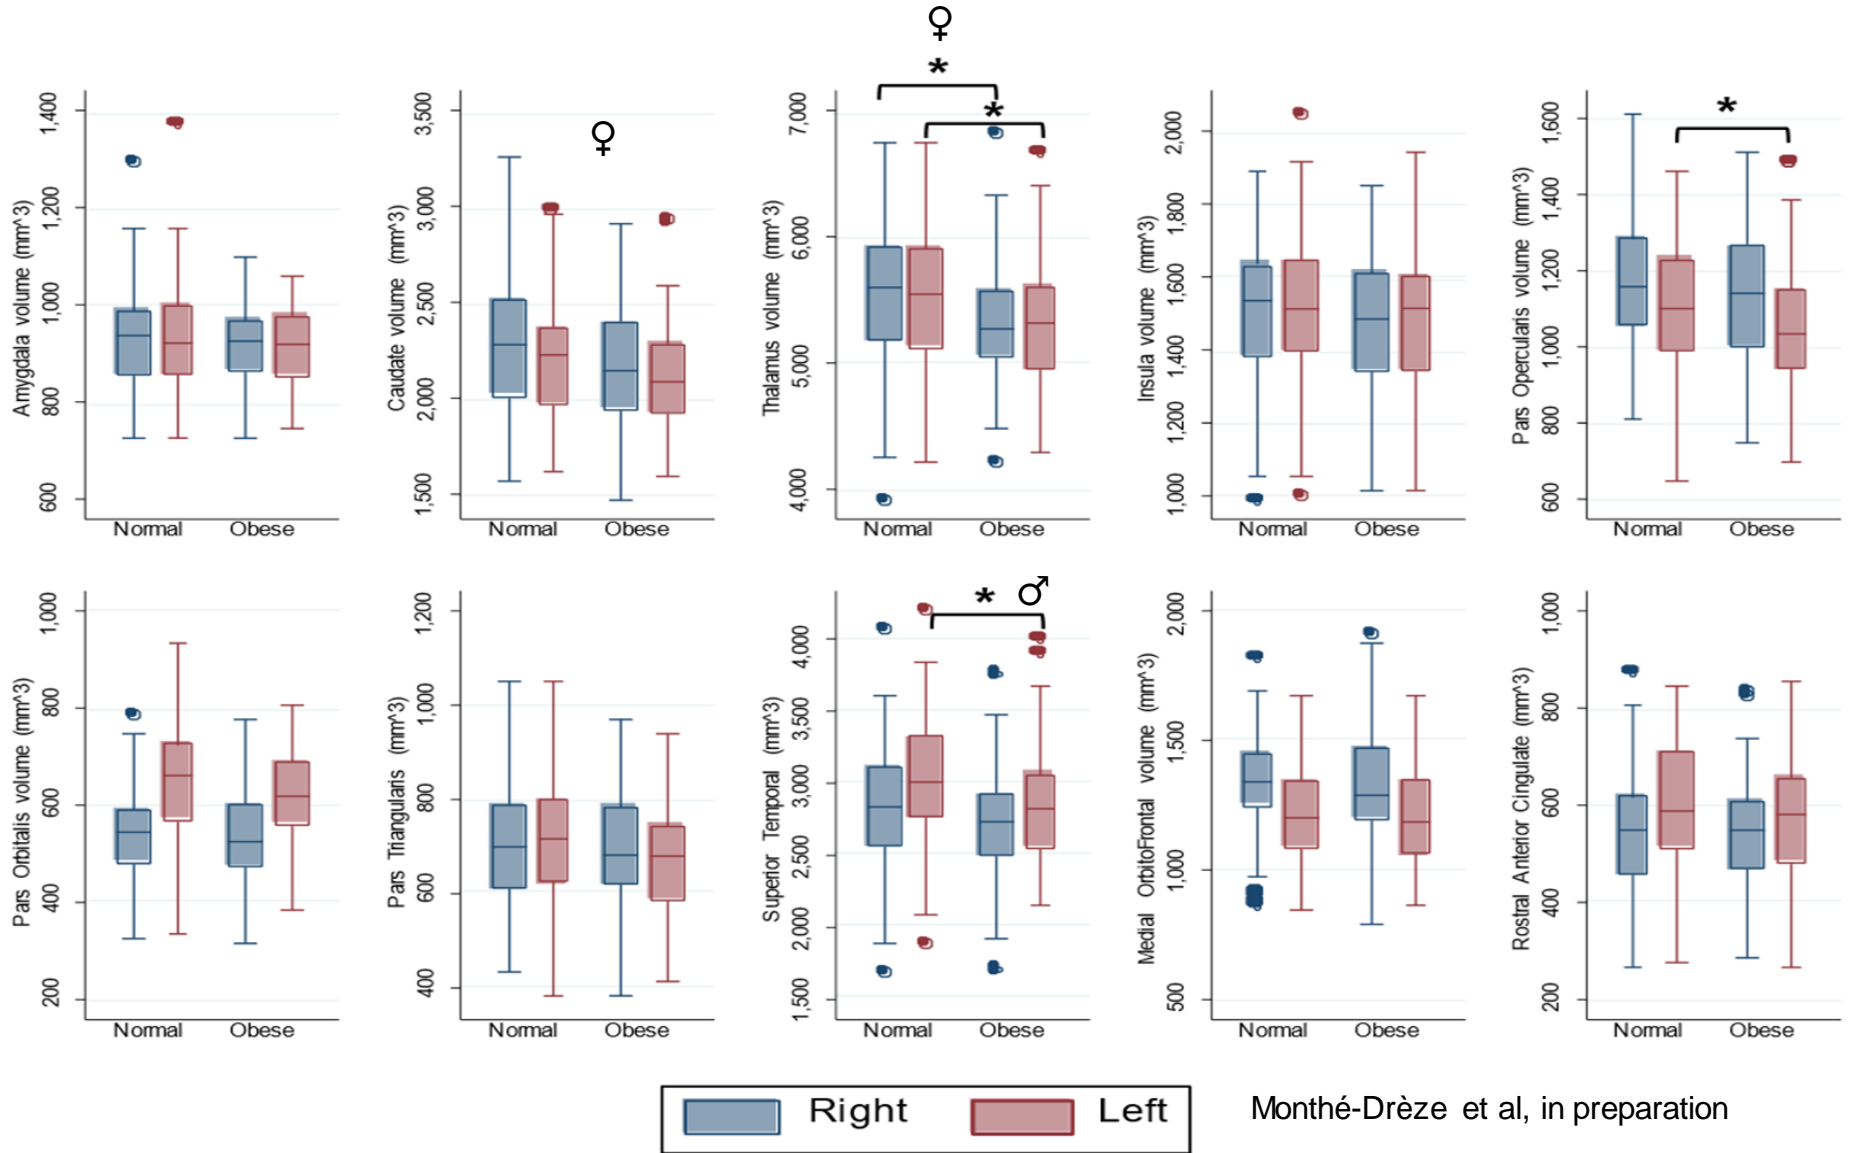 ♀
*
*
Amygdala volume (mm^3)
1,400
1,200
1,000
800
600
Normal Obese
♀
Caudate volume (mm^3)
3,500
3,000
2,500
2,000
1,500
Normal Obese
Thalamus volume (mm^3)
7,000
6,000
5,000
4,000
Normal Obese
Insula volume (mm^3)
2,000
1,800
1,600
1,400
1,200
1,000
Normal Obese
*
Pars Opercularis volume (mm^3)
1,600
1,400
1,200
1,000
800
600
Normal Obese
Pars Orbitalis volume (mm^3)
1,000
800
600
400
200
Normal Obese
Pars Triangularis (mm^3)
1,200
1,000
800
600
400
Normal Obese
* ♂
Superior Temporal (mm^3)
4,000
3,500
3,000
2,500
2,000
1,500
Normal Obese
Medial OrbitoFrontal volume (mm^3)
2,000
1,500
1,000
500
Normal Obese
Rostral Anterior Cingulate (mm^3)
1,000
800
600
400
200
Normal Obese
Right Left
Monthé-Drèze et al, in preparation